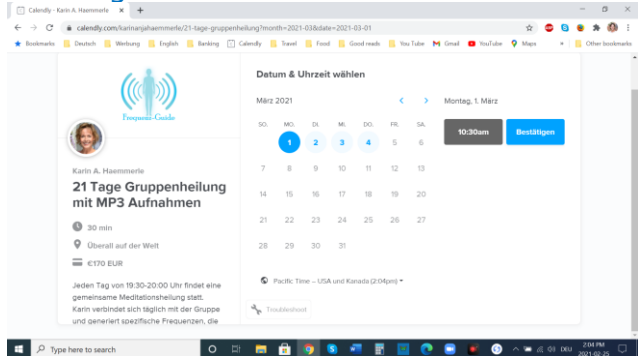 Calendly - Karin A. Haemmerle
calendly.com/karinanjahaemmerle/21-tage-gruppenheilung?month=2021-03&date=2021-03-01
Bookmarks Deutsch Werbung English Banking Calendly Travel Food Good reads You Tube Gmail YouTube Maps Other bookmarks
Frequenz-Guide
Karin A. Haemmerle
21 Tage Gruppenheilung
mit MP3 Aufnahmen
30 min
Überall auf der Welt
€170 EUR
Jeden Tag von 19:30-20:00 Uhr findet eine
gemeinsame Meditationsheilung statt.
Karin verbindet sich täglich mit der Gruppe
und generiert spezifische Frequenzen, die
Datum & Uhrzeit wählen
März 2021
SO. MO. DI. MI. DO. FR. SA.
1 2 3 4 5 6
7 8 9 10 11 12 13
14 15 16 17 18 19 20
21 22 23 24 25 26 27
28 29 30 31
Pacific Time – USA und Kanada (2:04pm)
Troubleshoot
Montag, 1. März
10:30am Bestätigen
Type here to search
DEU
2:04 PM
2021-02-25